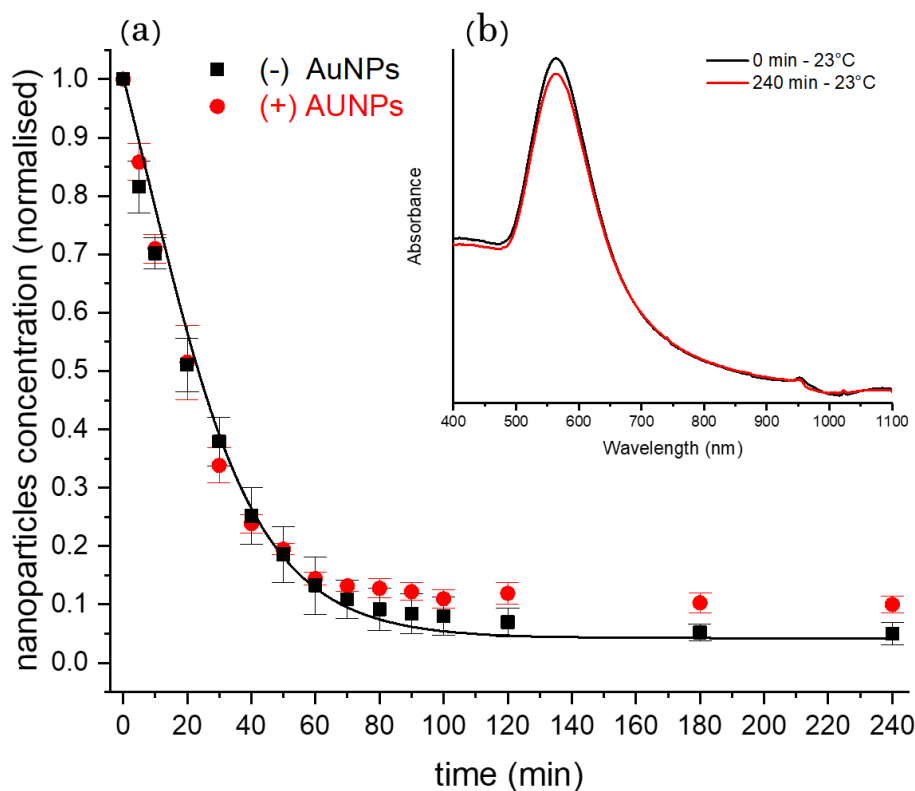 (a)
(-) AuNPs
(+) AUNPs
nanoparticles concentration (normalised)
1.0
0.9
0.8
0.7
0.6
0.5
0.4
0.3
0.2
0.1
0.0
0 20 40 60 80 100 120 140 160 180 200 220 240
time (min)
(b)
0 min - 23°C
240 min - 23°C
Absorbance
400 500 600 700 800 900 1000 1100
Wavelength (nm)